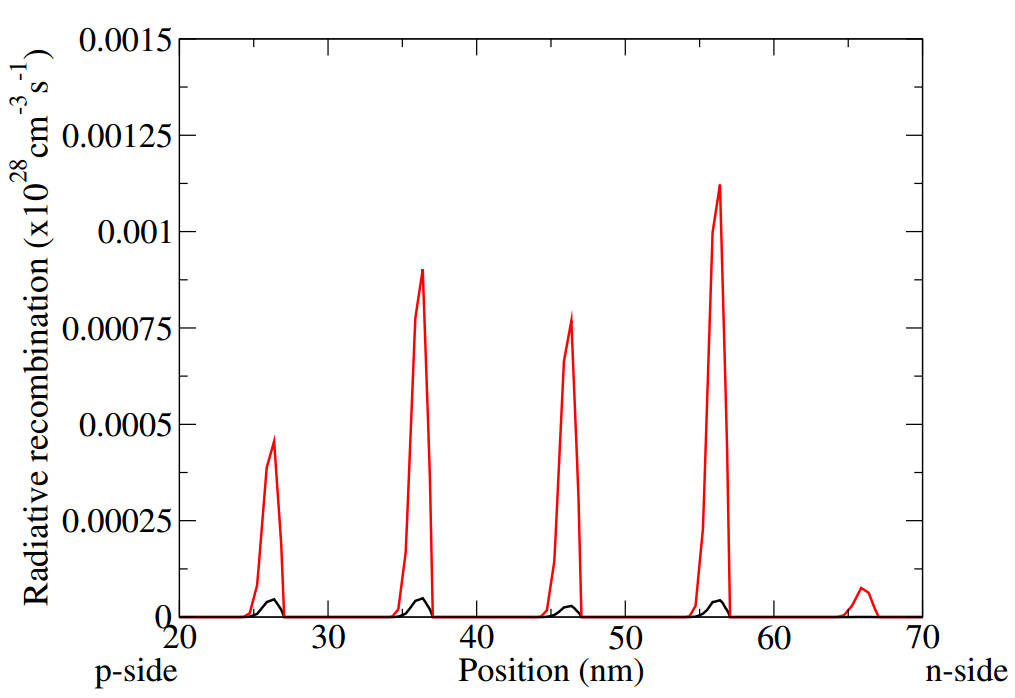 Radiative recombination (x10^28 cm^-3 s^-1)
0.0015
0.00125
0.001
0.00075
0.0005
0.00025
0
20 30 40 50 60 70
p-side Position (nm) n-side